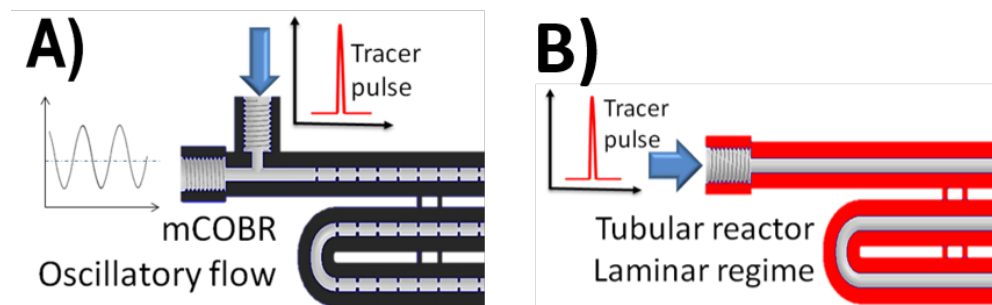 A)
Tracer
pulse
mCOBR
Oscillatory flow
B)
Tracer
pulse
Tubular reactor
Laminar regime